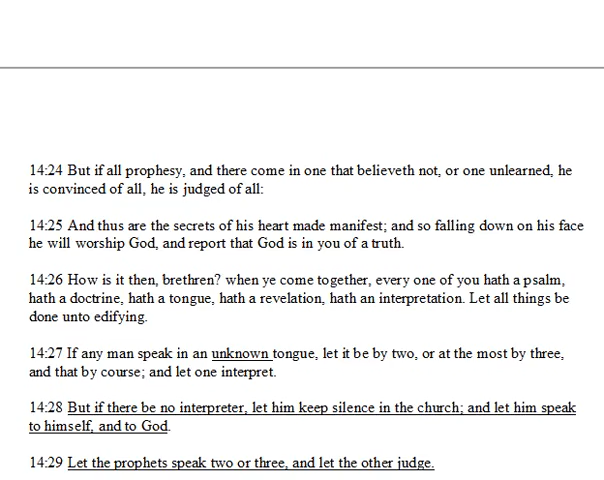 14:24 But if all prophesy, and there come in one that believeth not, or one unlearned, he
is convinced of all, he is judged of all:
14:25 And thus are the secrets of his heart made manifest; and so falling down on his face
he will worship God, and report that God is in you of a truth.
14:26 How is it then, brethren? when ye come together, every one of you hath a psalm,
hath a doctrine, hath a tongue, hath a revelation, hath an interpretation. Let all things be
done unto edifying.
14:27 If any man speak in an unknown tongue, let it be by two, or at the most by three,
and that by course; and let one interpret.
14:28 But if there be no interpreter, let him keep silence in the church; and let him speak
to himself, and to God.
14:29 Let the prophets speak two or three, and let the other judge.